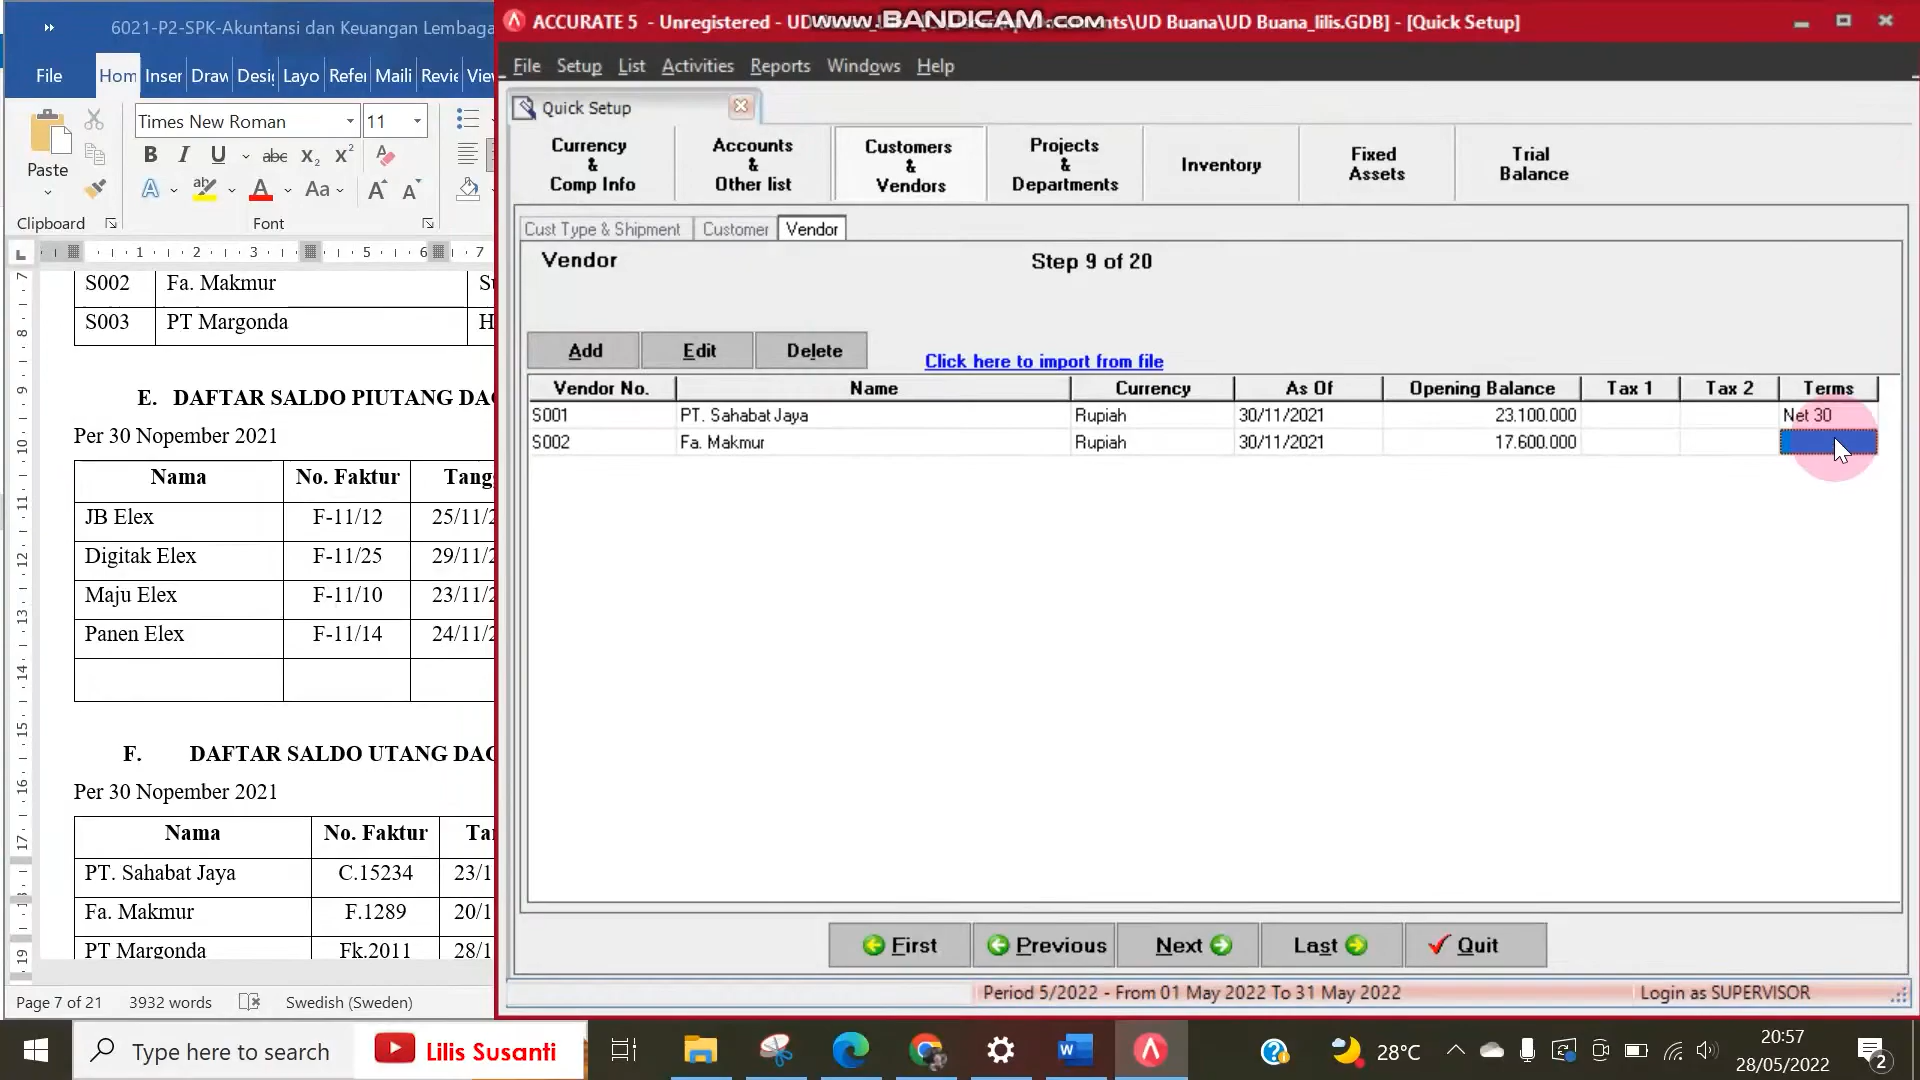 6021-P2-SPK-Akuntansi dan Keuangan Lembaga
File Hom Inser Draw Desi Layo Refer Maili Revie View
Times New Roman 11
Paste
Clipboard Font
S002 Fa. Makmur
S003 PT Margonda H
E. DAFTAR SALDO PIUTANG DAG
Per 30 Nopember 2021
Nama No. Faktur Tangg
JB Elex F-11/12 25/11/2
Digitak Elex F-11/25 29/11/2
Maju Elex F-11/10 23/11/2
Panen Elex F-11/14 24/11/2
F. DAFTAR SALDO UTANG DAG
Per 30 Nopember 2021
Nama No. Faktur Tan
PT. Sahabat Jaya C.15234 23/1
Fa. Makmur F.1289 20/1
PT Margonda Fk.2011 28/1
Page 7 of 21 3932 words Swedish (Sweden)
www.BANDICAM.com
ACCURATE 5 - Unregistered - UD nts\UD Buana\UD Buana_lilis.GDB] - [Quick Setup]
File Setup List Activities Reports Windows Help
Quick Setup
Currency & Comp Info
Accounts & Other list
Customers & Vendors
Projects & Departments
Inventory
Fixed Assets
Trial Balance
Cust Type & Shipment Customer Vendor
Vendor Step 9 of 20
Add Edit Delete Click here to import from file
Vendor No. Name Currency As Of Opening Balance Tax 1 Tax 2 Terms
S001 PT. Sahabat Jaya Rupiah 30/11/2021 23.100.000 Net 30
S002 Fa. Makmur Rupiah 30/11/2021 17.600.000
First Previous Next Last Quit
Period 5/2022 - From 01 May 2022 To 31 May 2022 Login as SUPERVISOR
Type here to search Lilis Susanti 28°C 20:57
28/05/2022 2